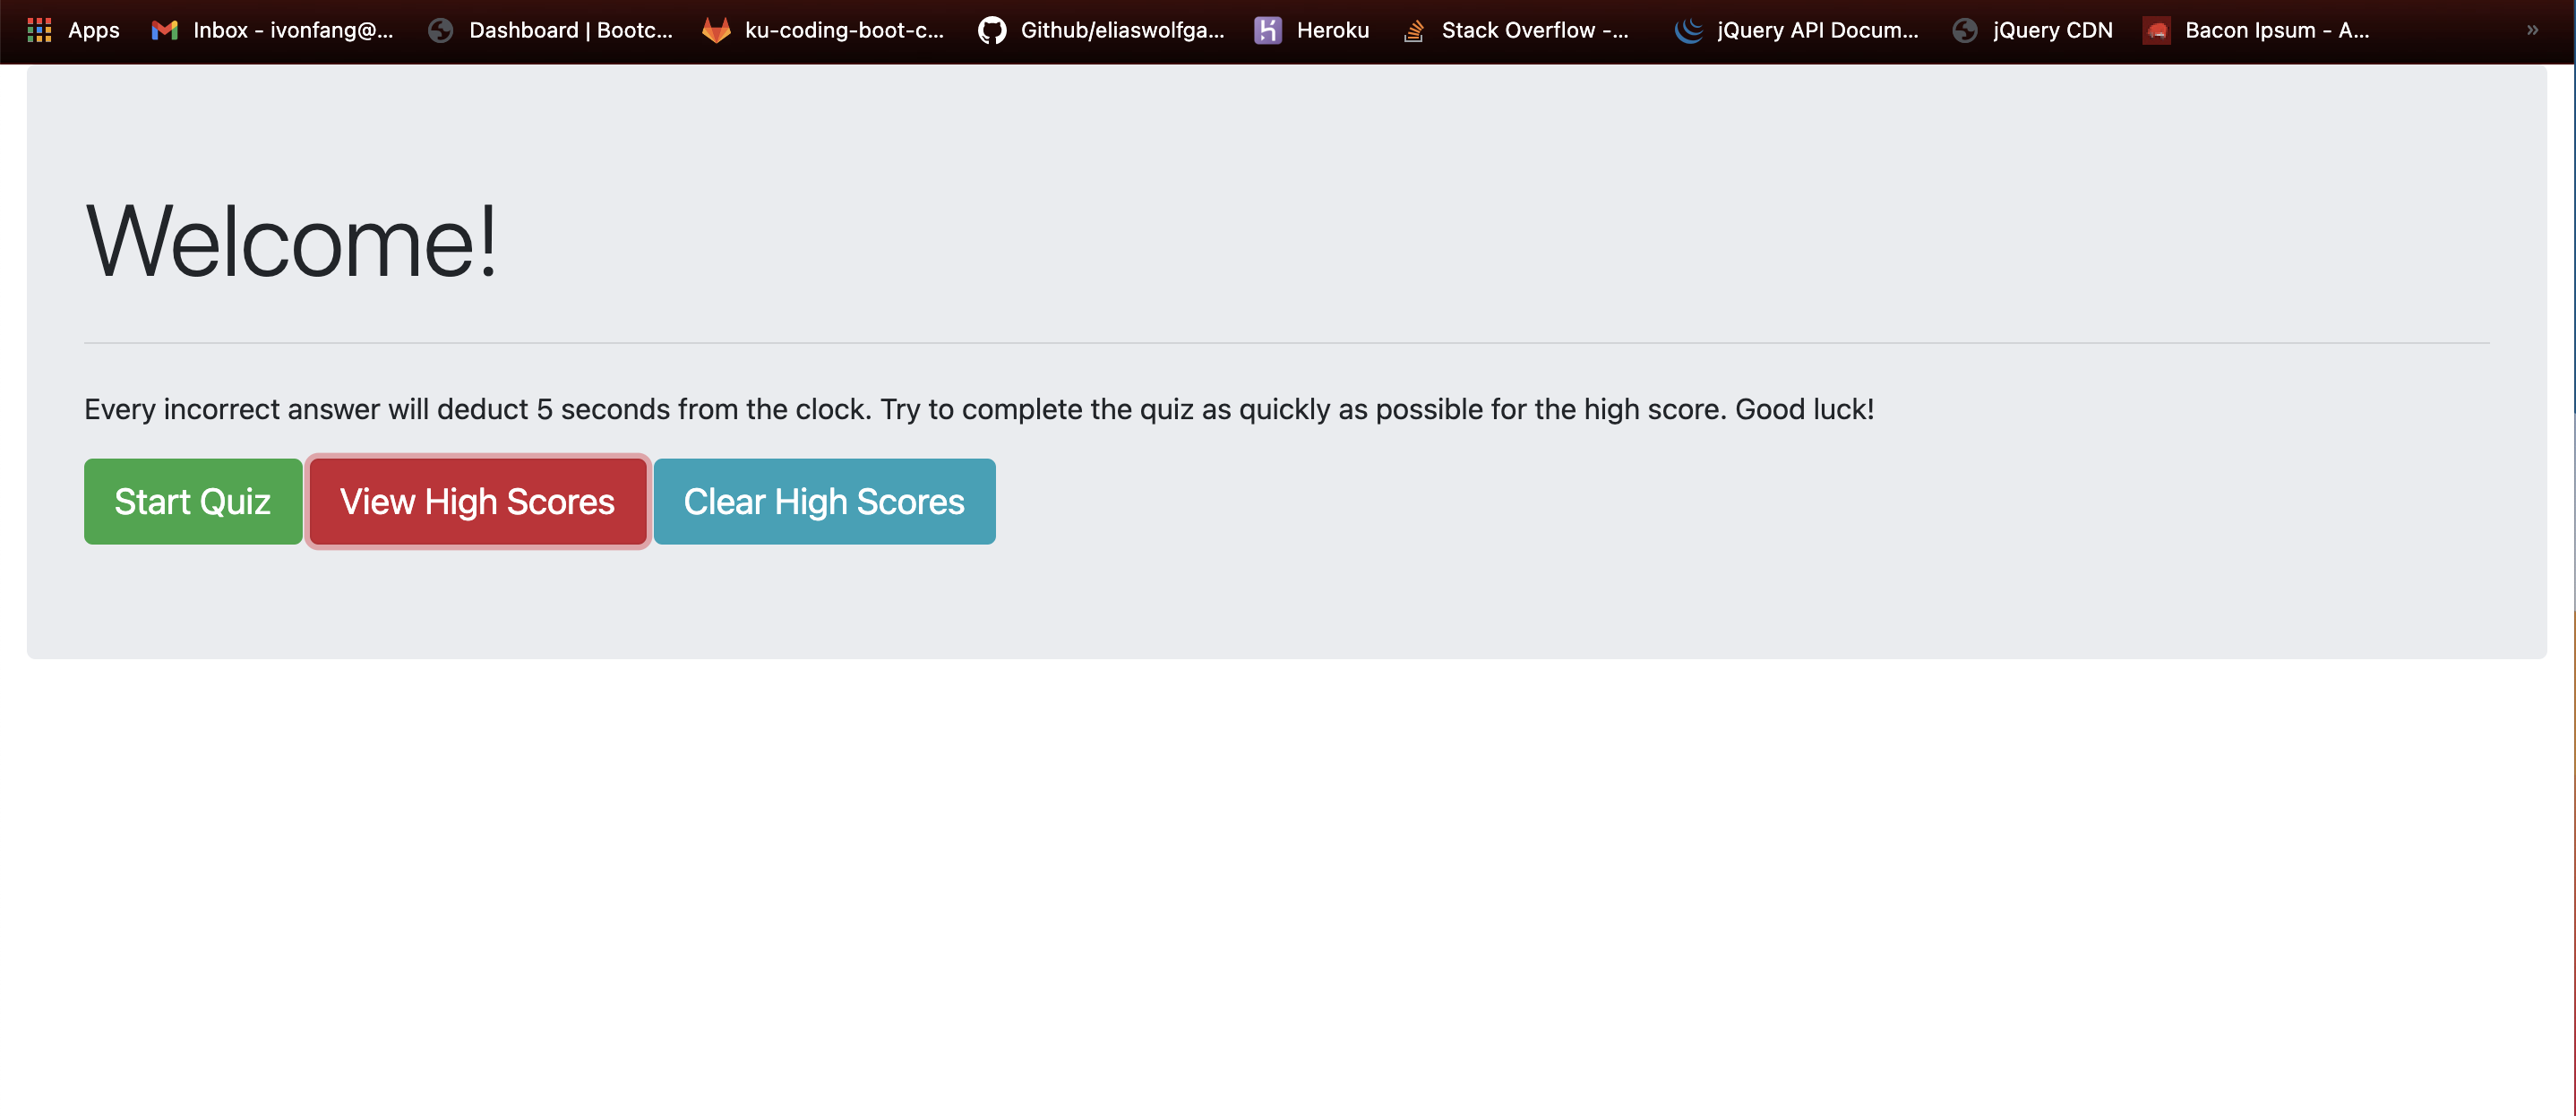 Apps Inbox - ivonfang@... Dashboard | Bootc... ku-coding-boot-c... Github/eliaswolfga... Heroku Stack Overflow -... jQuery API Docum... jQuery CDN Bacon Ipsum - A... »
Welcome!
Every incorrect answer will deduct 5 seconds from the clock. Try to complete the quiz as quickly as possible for the high score. Good luck!
Start Quiz View High Scores Clear High Scores